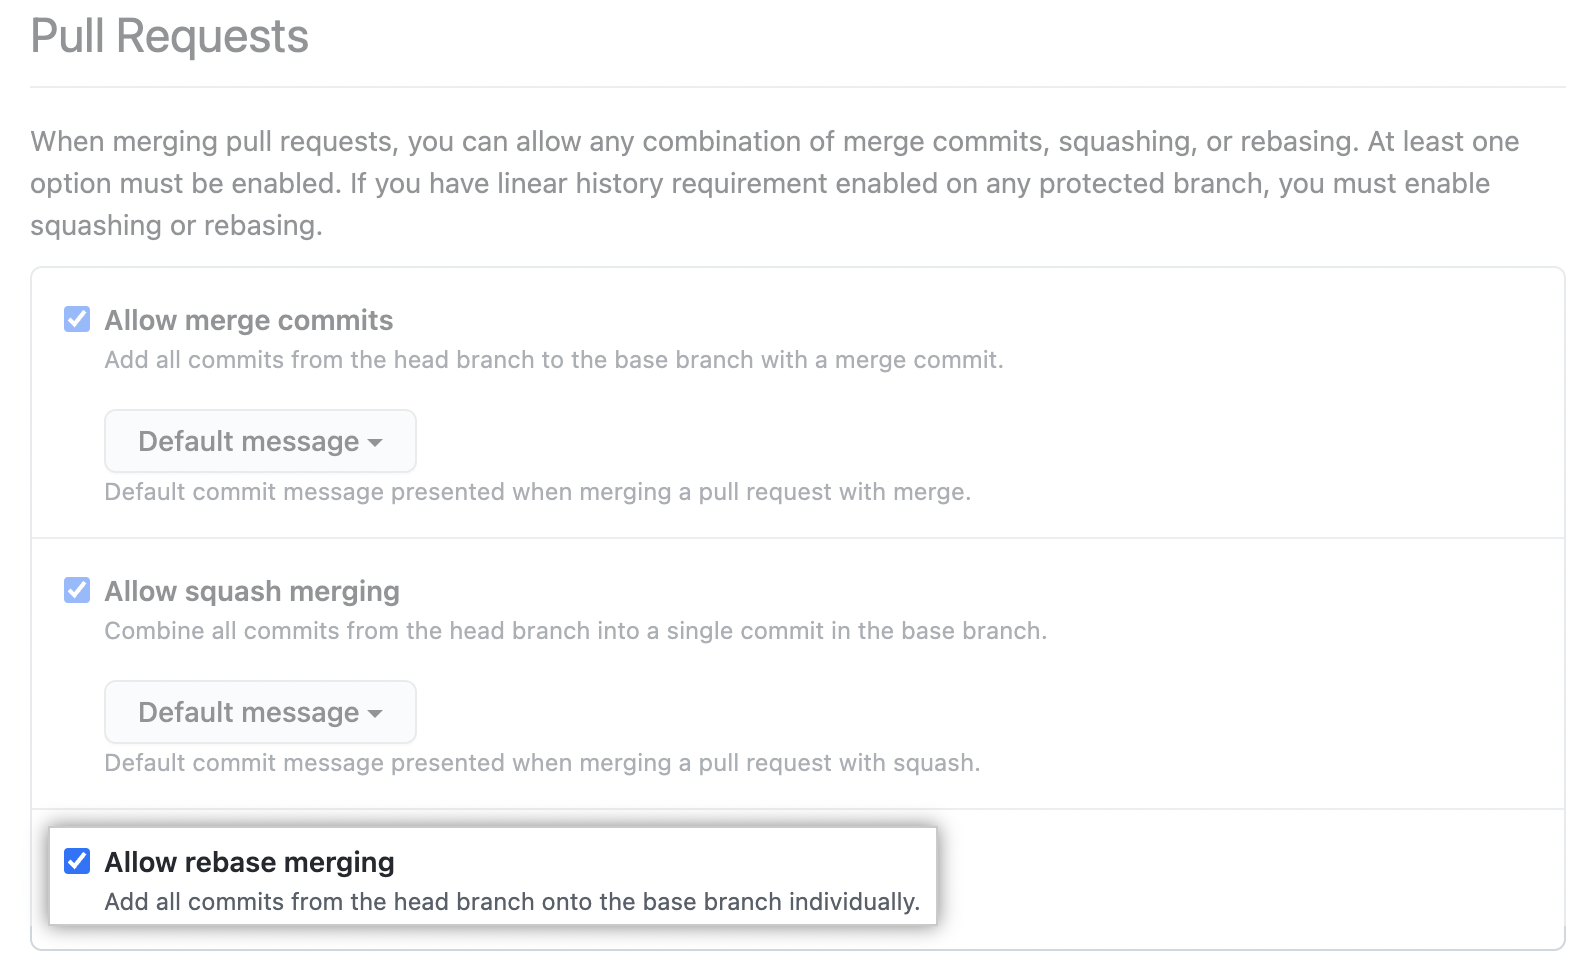 Pull Requests
When merging pull requests, you can allow any combination of merge commits, squashing, or rebasing. At least one
option must be enabled. If you have linear history requirement enabled on any protected branch, you must enable
squashing or rebasing.
Allow merge commits
Add all commits from the head branch to the base branch with a merge commit.
Default message
Default commit message presented when merging a pull request with merge.
Allow squash merging
Combine all commits from the head branch into a single commit in the base branch.
Default message
Default commit message presented when merging a pull request with squash.
Allow rebase merging
Add all commits from the head branch onto the base branch individually.